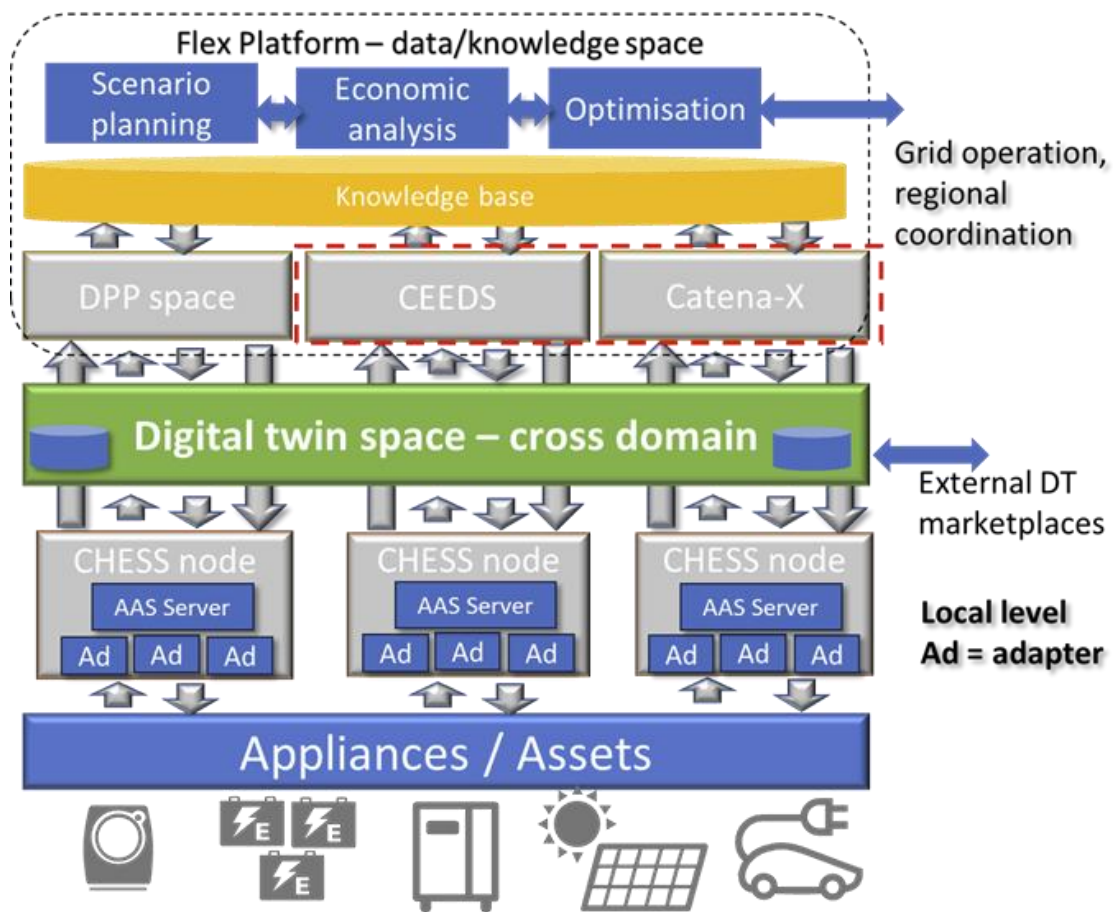 Flex Platform – data/knowledge space
Scenario
planning
Economic
analysis
Optimisation
Grid operation,
regional
coordination
Knowledge base
DPP space
CEEDS
Catena-X
Digital twin space – cross domain
External DT
marketplaces
CHESS node
AAS Server
Ad
Ad
Ad
CHESS node
AAS Server
Ad
Ad
Ad
CHESS node
AAS Server
Ad
Ad
Ad
Local level
Ad = adapter
Appliances / Assets
E
E
E